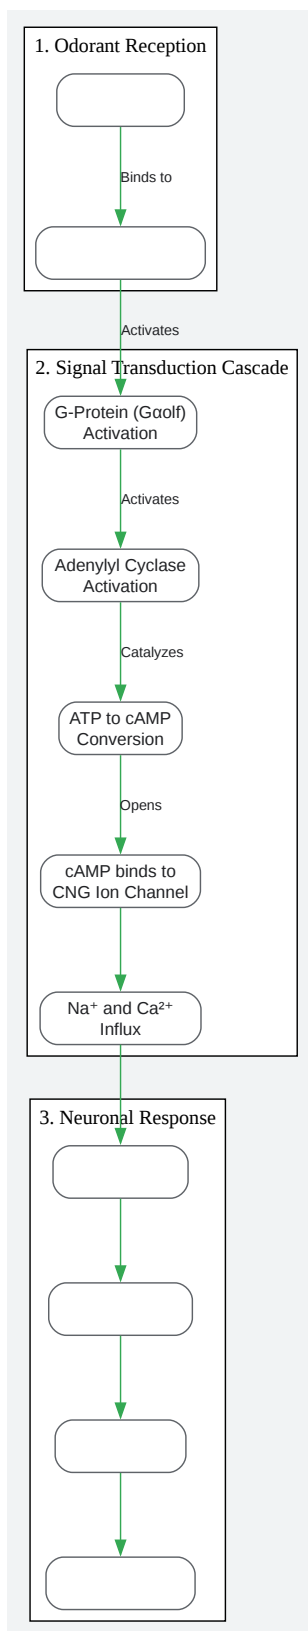 1. Odorant Reception
Binds to
Activates
2. Signal Transduction Cascade
G-Protein (Gαolf)
Activation
Activates
Adenylyl Cyclase
Activation
Catalyzes
ATP to cAMP
Conversion
Opens
cAMP binds to
CNG Ion Channel
Na⁺ and Ca²⁺
Influx
3. Neuronal Response